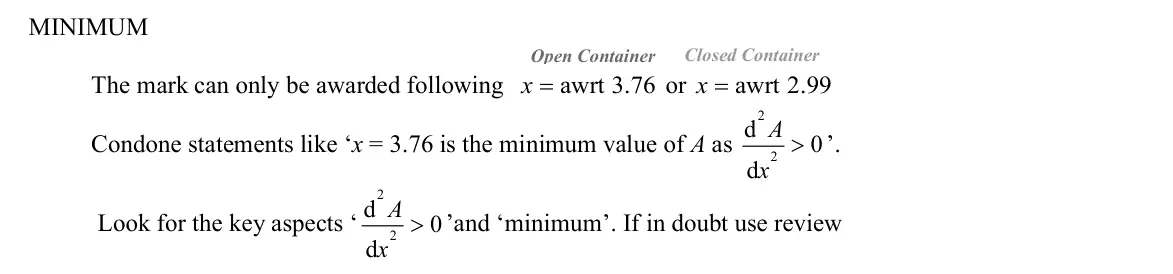 MINIMUM
Open Container Closed Container
The mark can only be awarded following x = awrt 3.76 or x = awrt 2.99
Condone statements like ‘x = 3.76 is the minimum value of A as d²A/dx² > 0’.
Look for the key aspects ‘d²A/dx² > 0’and ‘minimum’. If in doubt use review